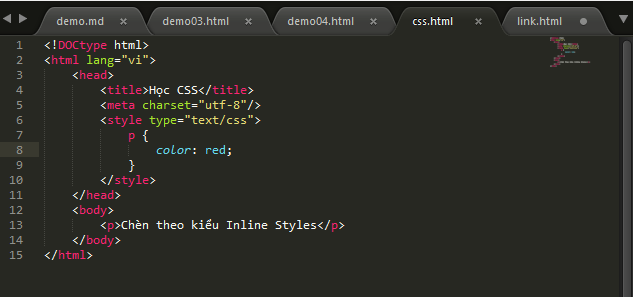 demo.md × demo03.html × demo04.html × css.html × link.html
1 <!DOCtype html>
2 <html lang="vi">
3 <head>
4 <title>Học CSS</title>
5 <meta charset="utf-8"/>
6 <style type="text/css">
7 p {
8 color: red;
9 }
10 </style>
11 </head>
12 <body>
13 <p>Chèn theo kiểu Inline Styles</p>
14 </body>
15 </html>